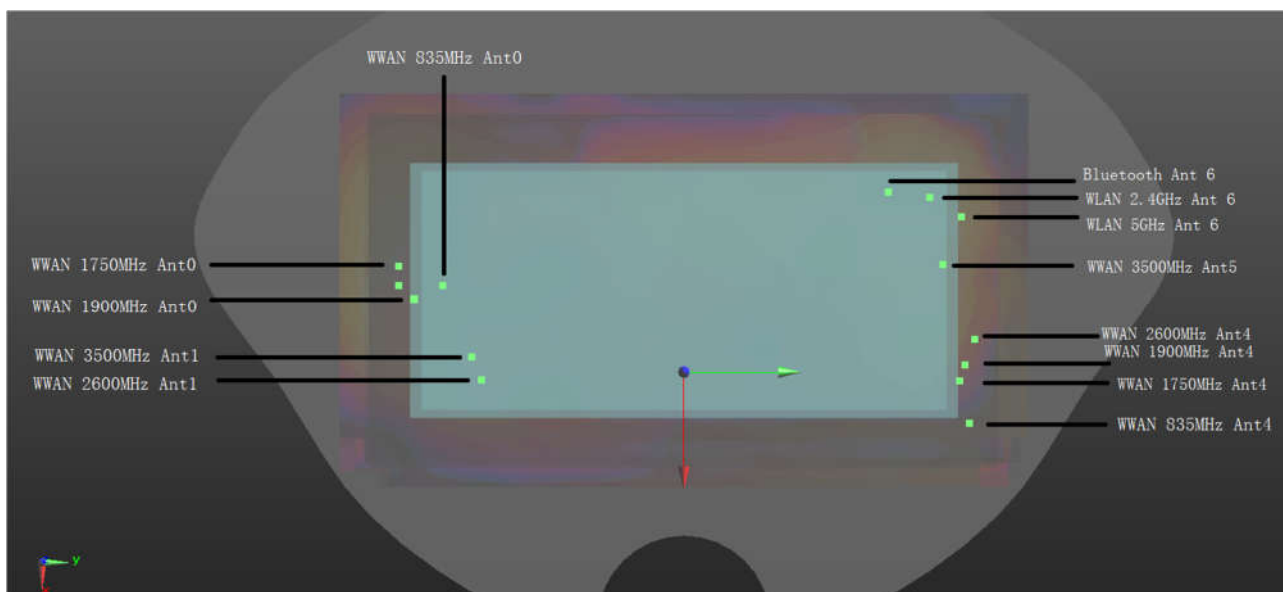 WWAN 835MHz Ant0
Bluetooth Ant 6
WLAN 2.4GHz Ant 6
WLAN 5GHz Ant 6
WWAN 1750MHz Ant0
WWAN 3500MHz Ant5
WWAN 1900MHz Ant0
WWAN 2600MHz Ant4
WWAN 1900MHz Ant4
WWAN 3500MHz Ant1
WWAN 2600MHz Ant1
WWAN 1750MHz Ant4
WWAN 835MHz Ant4
y
x